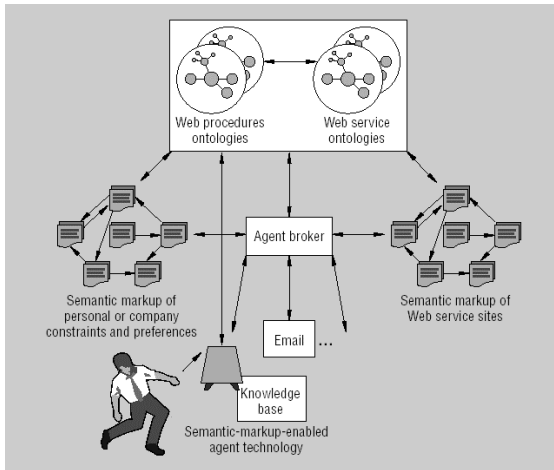 Web procedures
ontologies
Web service
ontologies
Agent broker
Semantic markup of
personal or company
constraints and preferences
Semantic markup of
Web service sites
Email
...
Knowledge
base
Semantic-markup-enabled
agent technology